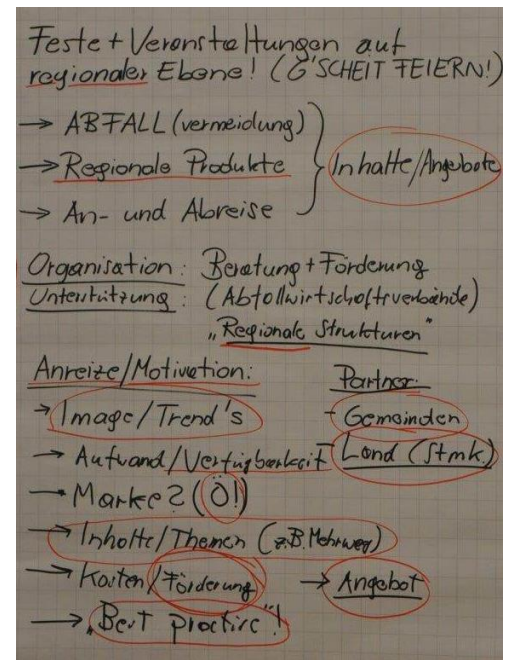 Feste + Veranstaltungen auf
regionaler Ebene! (G'SCHEIT FEIERN!)
→ ABFALL (vermeidung)
→ Regionale Produkte
→ An- und Abreise
Inhalte/Angebote
Organisation: Beratung + Förderung
Unterstützung: (Abfallwirtschaftsverbände)
„Regionale Strukturen"
Anreize/Motivation:
→ Image/Trend's
→ Aufwand/Verfügbarkeit
→ Marke? (Ö!)
→ Inhalte/Themen (z.B. Mehrweg)
→ Kosten/Förderung → Angebot
→ „Best practice"!
Partner:
- Gemeinden
- Land (Stmk)